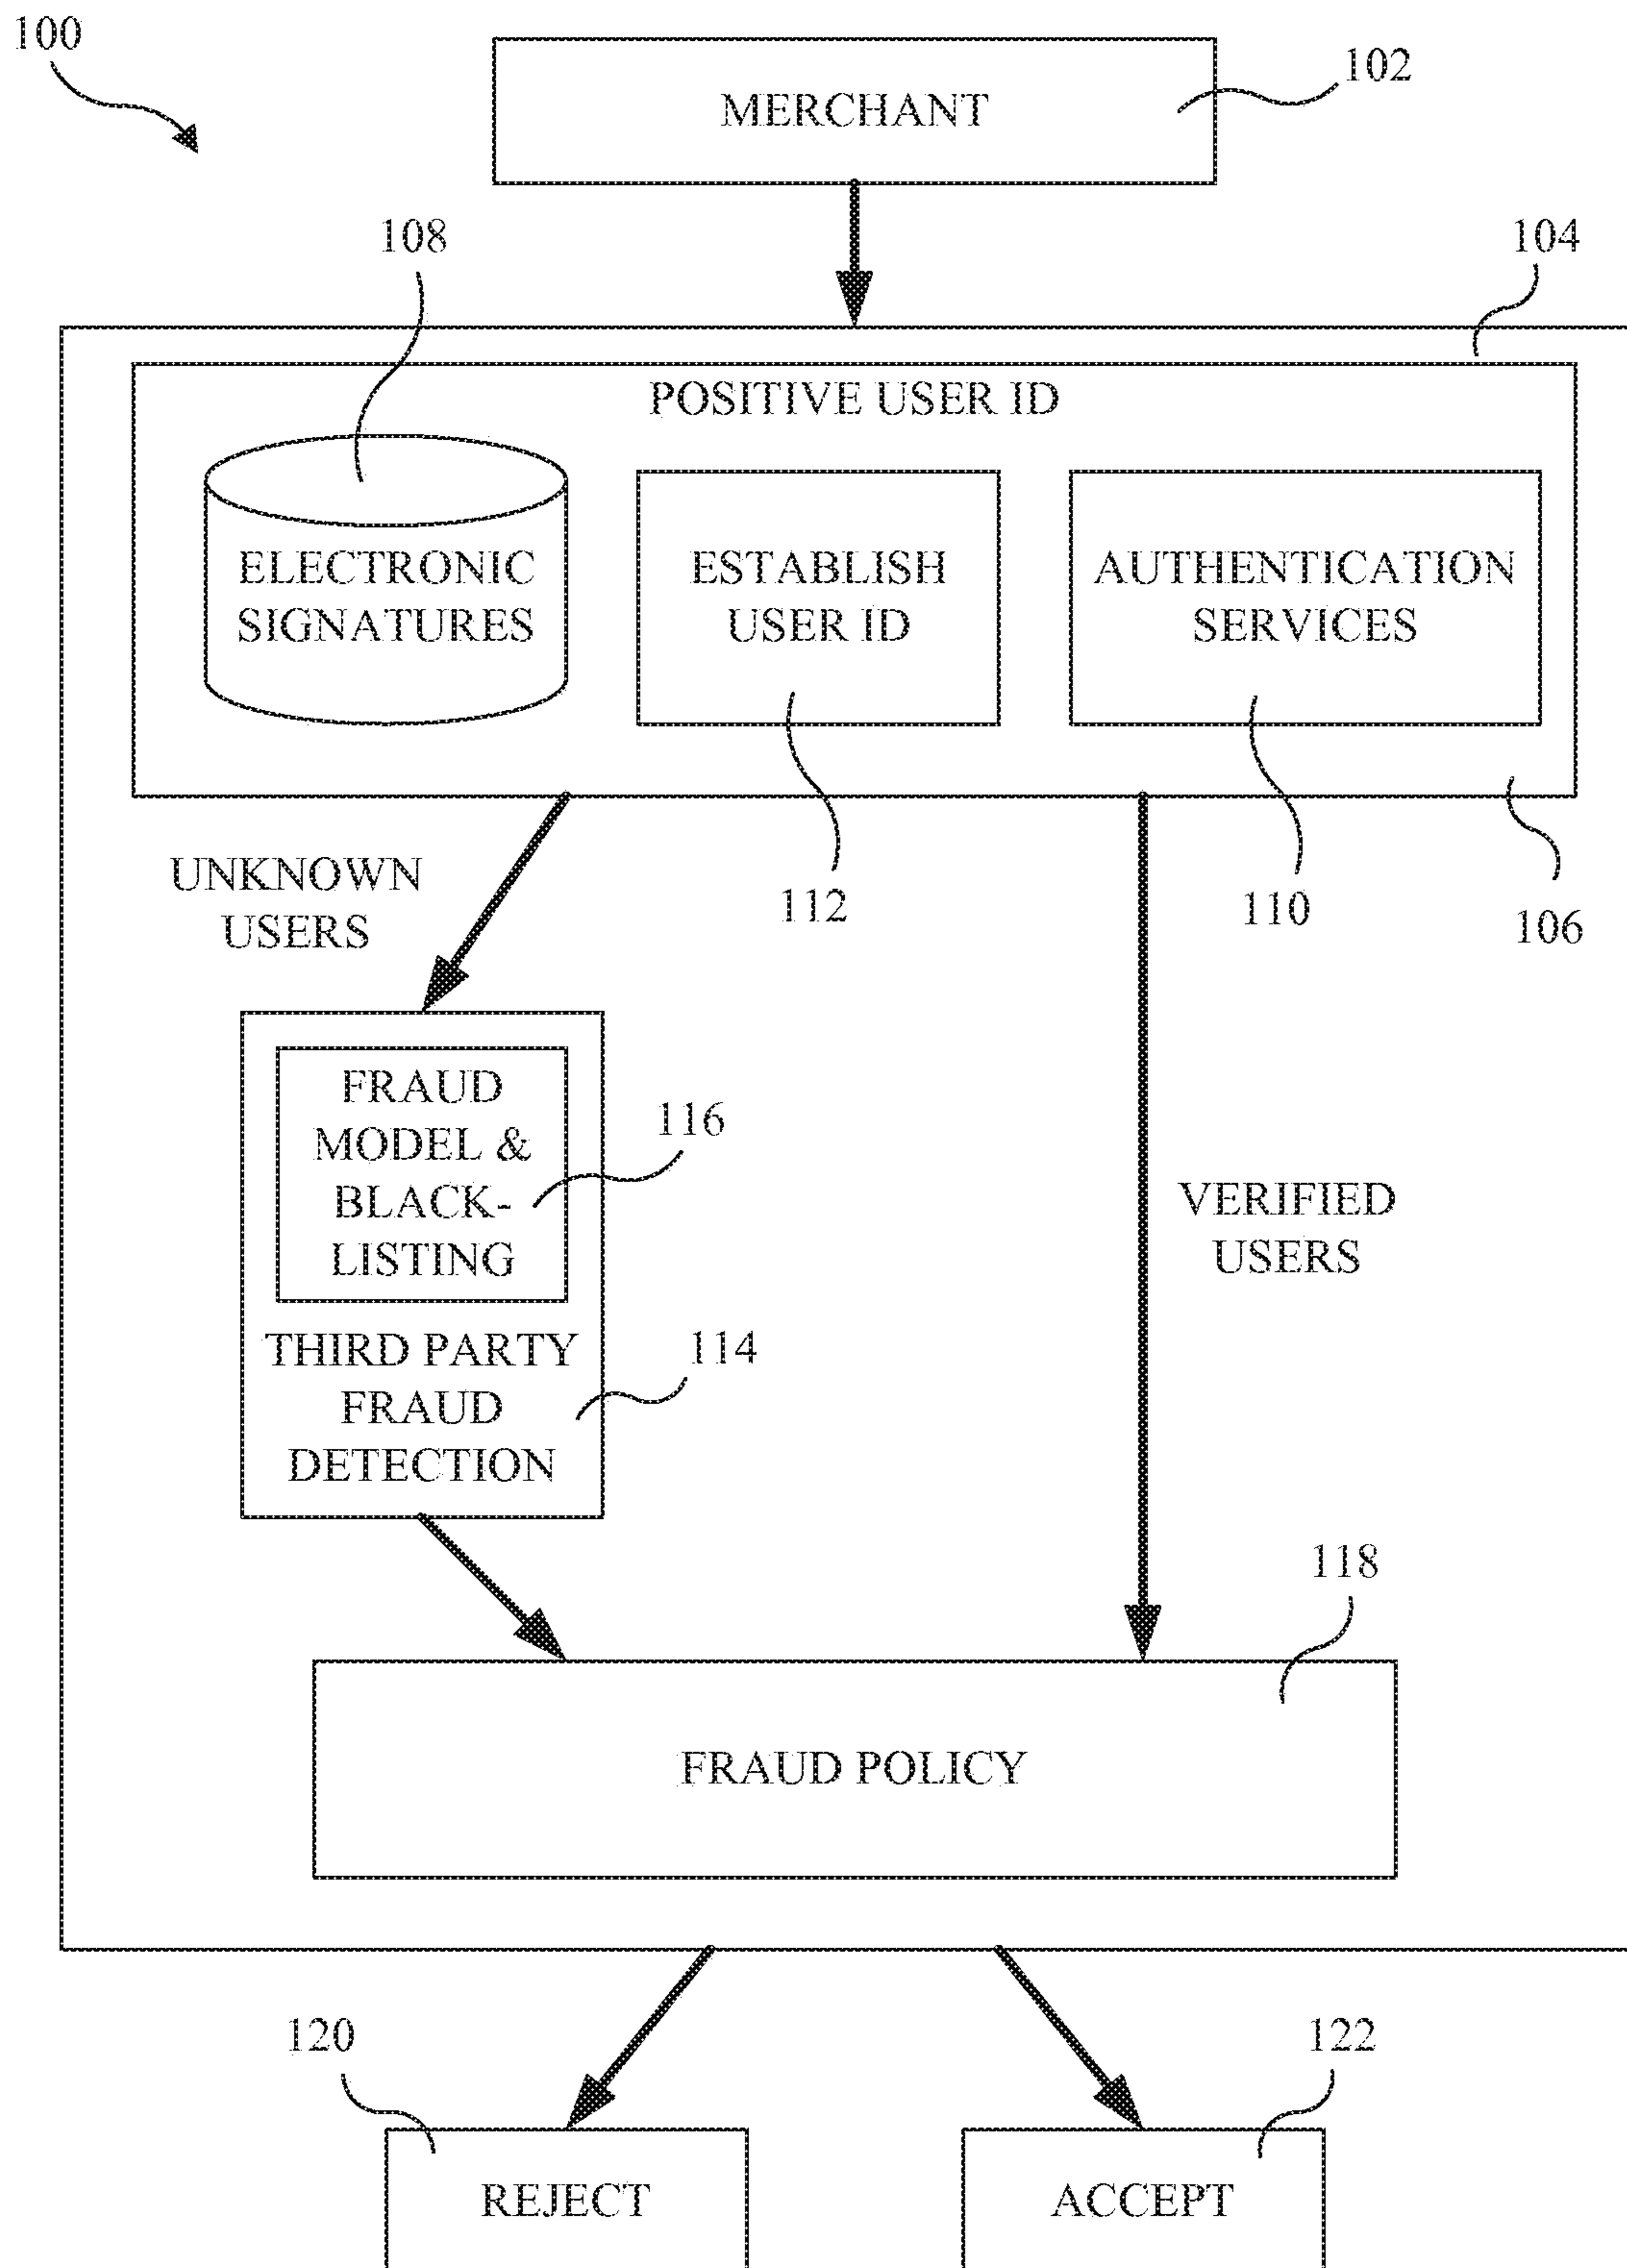 100
102
MERCHANT
108
104
POSITIVE USER ID
ELECTRONIC
SIGNATURES
ESTABLISH
USER ID
AUTHENTICATION
SERVICES
UNKNOWN
USERS
112
110
106
FRAUD
MODEL &
BLACK-
LISTING
116
THIRD PARTY
FRAUD
DETECTION
114
VERIFIED
USERS
118
FRAUD POLICY
120
122
REJECT
ACCEPT